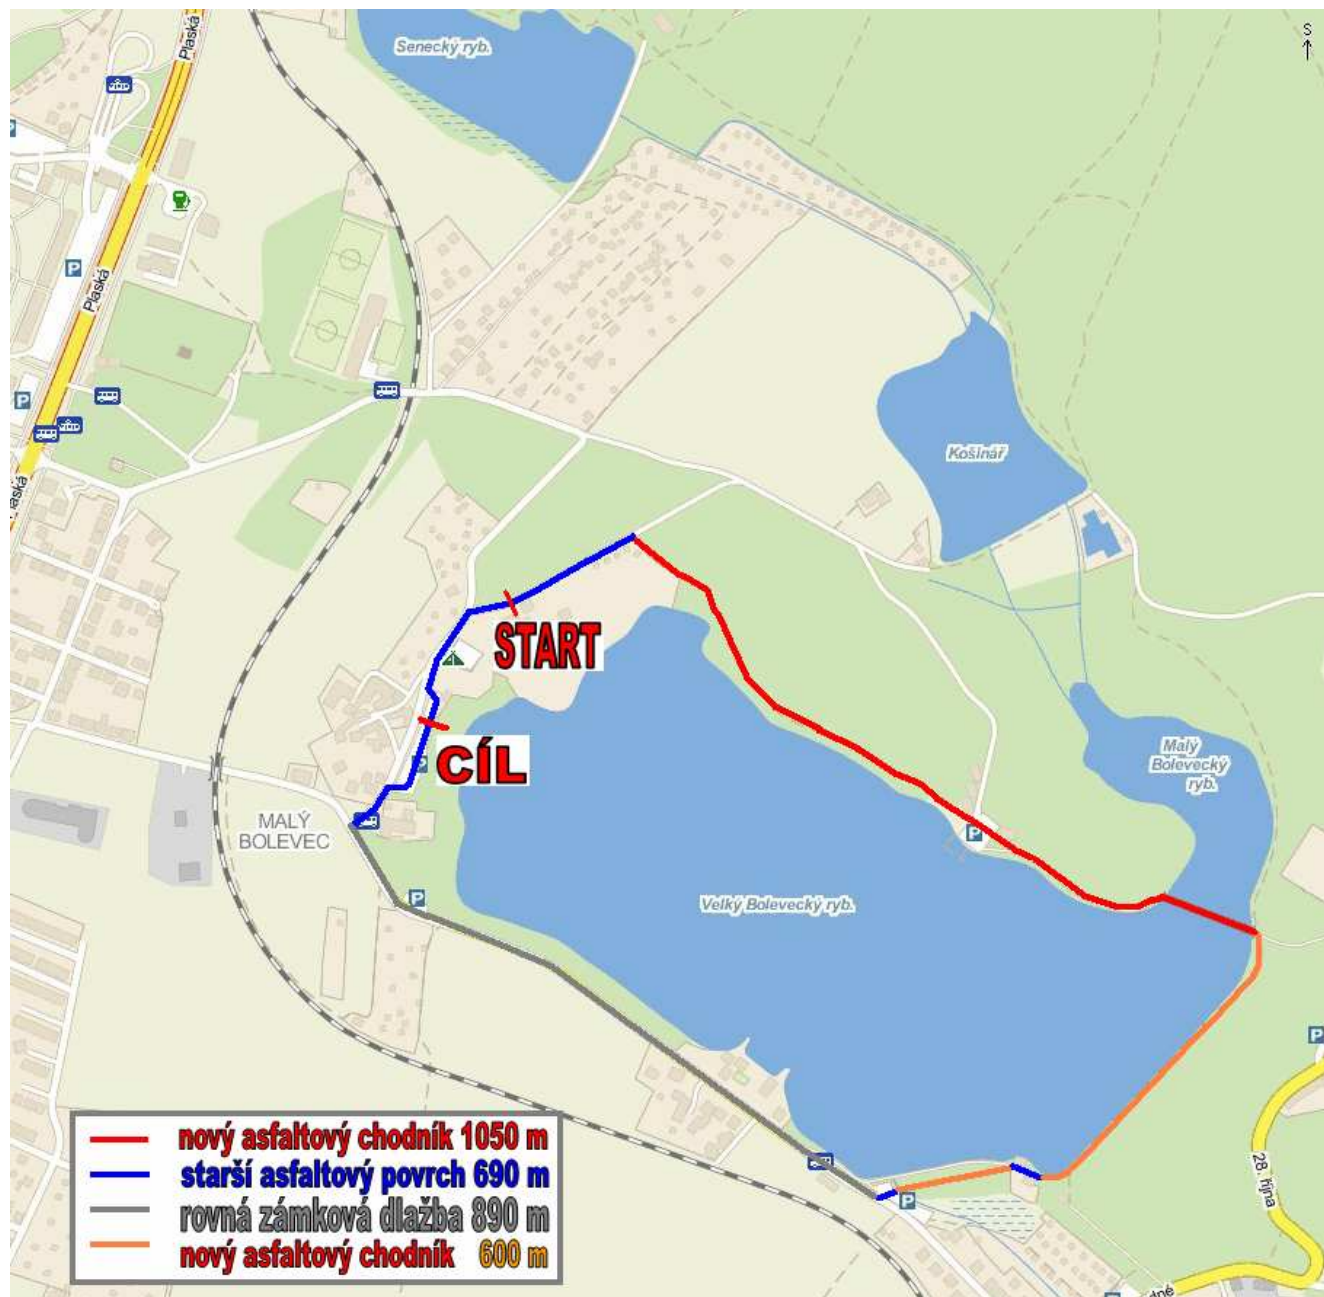 Plaská
Senecký ryb.
S
Plaská
Košinář
Plaská
START
Malý
Bolevecký
ryb.
CÍL
MALÝ
BOLEVEC
Velký Bolevecký ryb.
nový asfaltový chodník 1050 m
starší asfaltový povrch 690 m
rovná zámková dlažba 890 m
nový asfaltový chodník 600 m
28. října
P
P
P
P
P
P
P